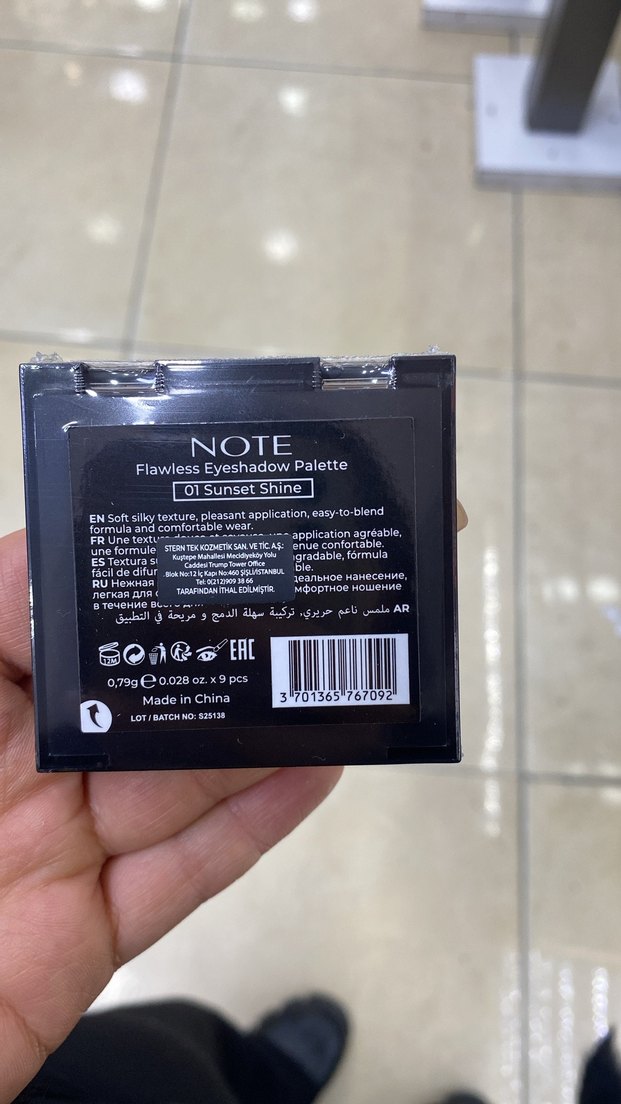 NOTE
Flawless Eyeshadow Palette
01 Sunset Shine
EN Soft silky texture, pleasant application, easy-to-blend
formula and comfortable wear.
FR Une texture douce et application agréable,
une formule tenue confortable.
ES Textura agradable, fórmula
fácil de
RU Нежная идеальное нанесение,
легкая для комфортное ношение
в течение всего
AR ملمس ناعم حريري, تركيبة سهلة الدمج و مريحة في التطبيق
STERN TEK KOZMETİK SAN. VE TİC. A.Ş.:
Kuştepe Mahallesi Mecidiyeköy Yolu
Caddesi Trump Tower Office
Blok No:12 İç Kapı No:460 ŞİŞLİ/İSTANBUL
Tel: 0(212)909 38 66
TARAFINDAN İTHAL EDİLMİŞTİR.
12M
EAC
0,79g e 0.028 oz. x 9 pcs
Made in China
LOT / BATCH NO: S25138
3 701365 767092